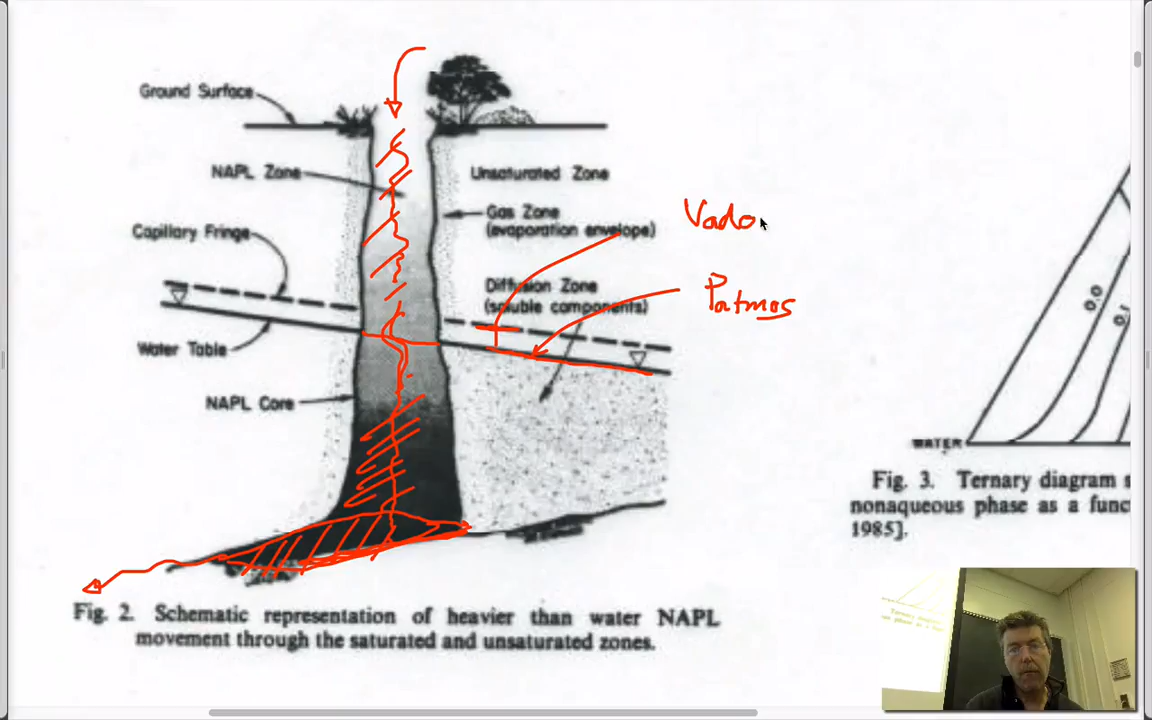 Ground Surface
NAPL Zone
Unsaturated Zone
Gas Zone
(evaporation envelope)
Vado
Capillary Fringe
Diffusion Zone
(soluble components)
Patmos
Water Table
NAPL Core
0.0
WATER
Fig. 3. Ternary diagram
nonaqueous phase as a func
1985].
Fig. 2. Schematic representation of heavier than water NAPL
movement through the saturated and unsaturated zones.